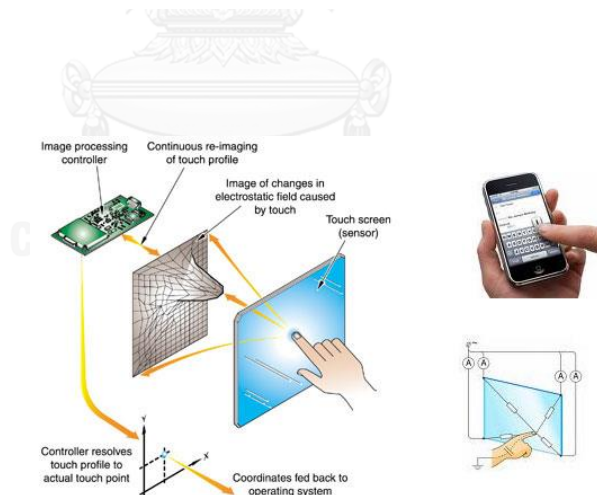 Image processing
controller
Continuous re-imaging
of touch profile
Image of changes in
electrostatic field caused
by touch
Touch screen
(sensor)
Y
X
Controller resolves
touch profile to
actual touch point
Coordinates fed back to
operating system
A
A
A
A